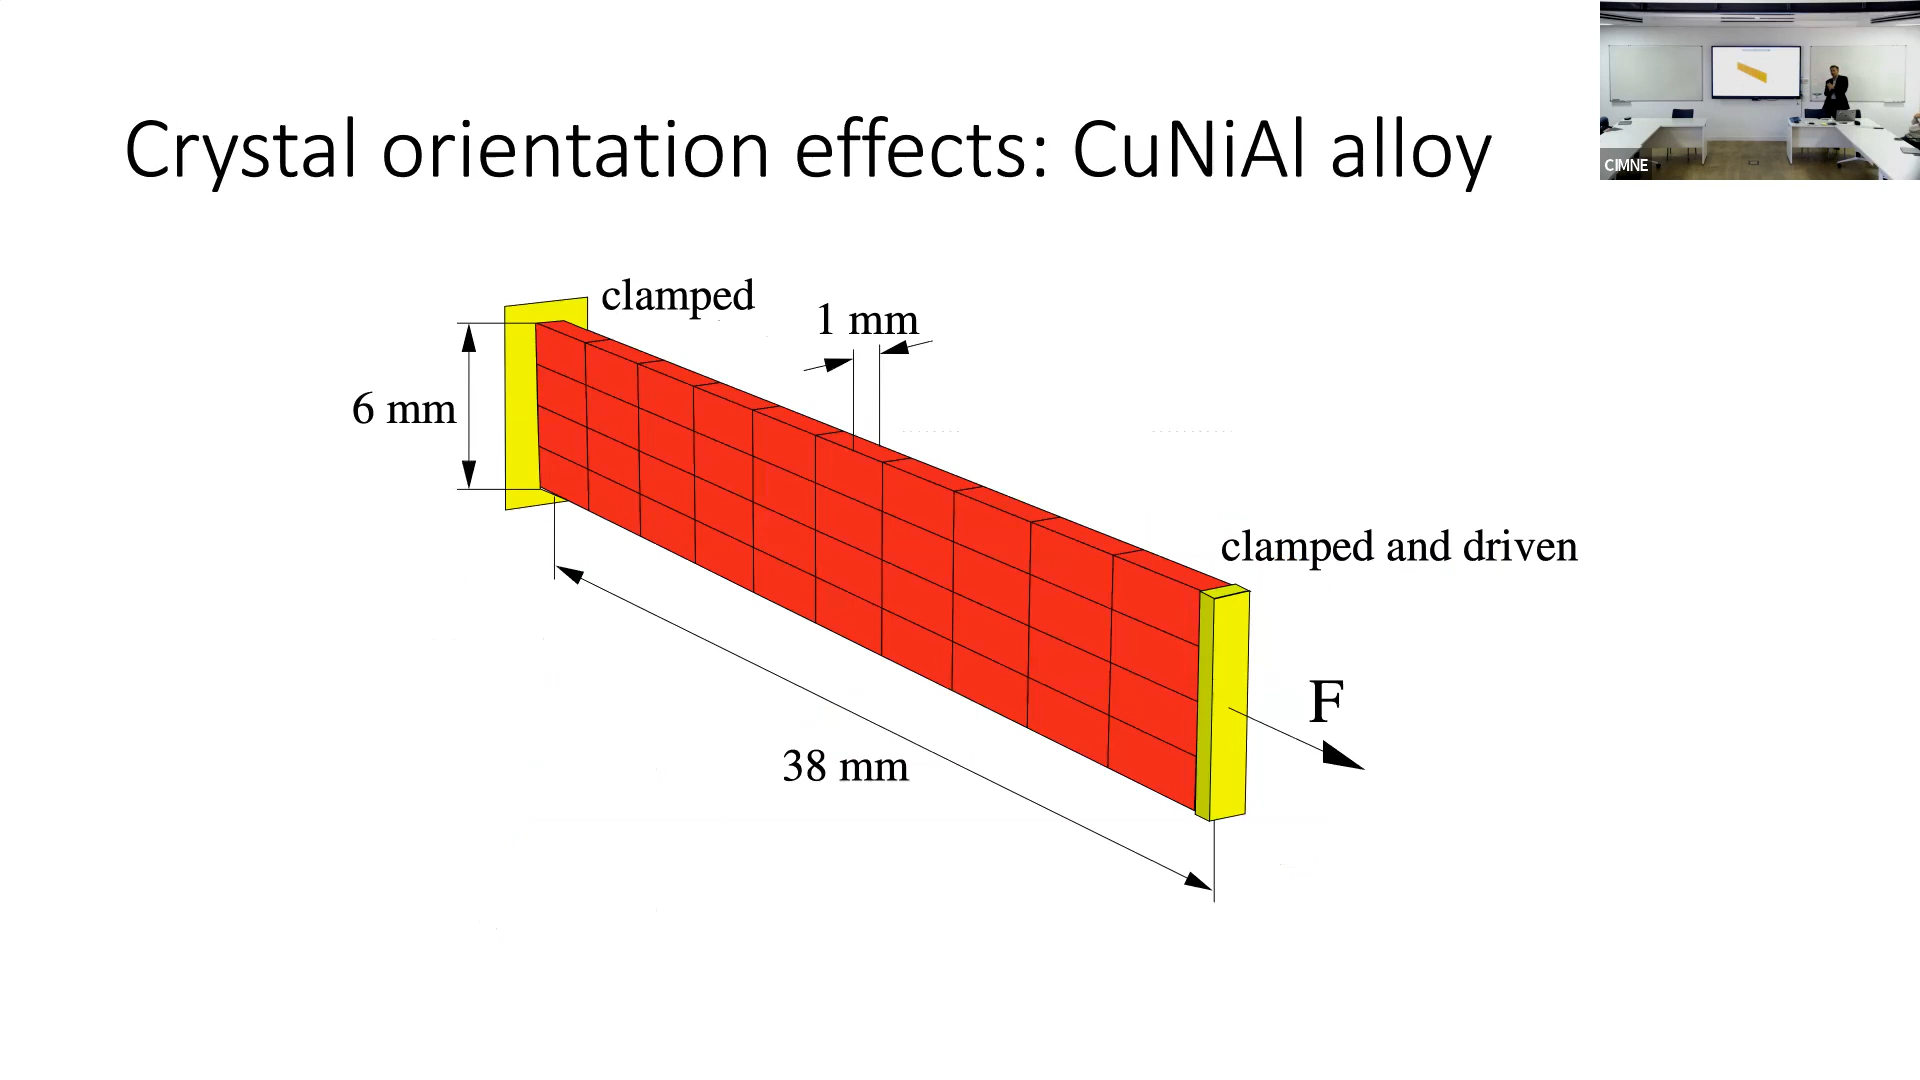 Crystal orientation effects: CuNiAl alloy
CIMNE
clamped
1 mm
6 mm
clamped and driven
F
38 mm